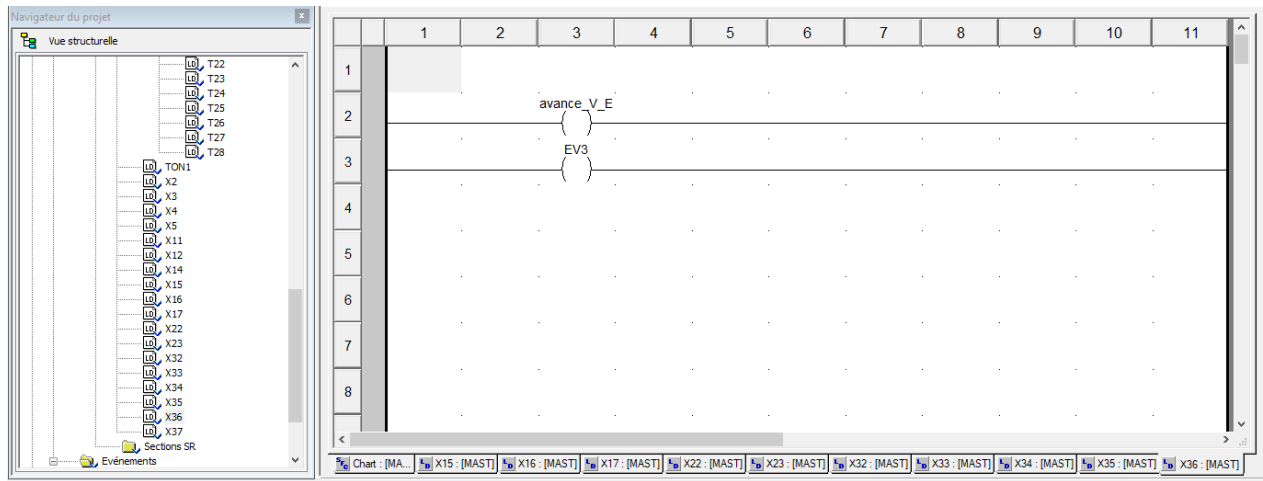 Navigateur du projet
x
Vue structurelle
T22
T23
T24
T25
T26
T27
T28
TON1
X2
X3
X4
X5
X11
X12
X14
X15
X16
X17
X22
X23
X32
X33
X34
X35
X36
X37
Sections SR
Evénements
1 2 3 4 5 6 7 8 9 10 11
1
2
3
4
5
6
7
8
avance_V_E
( )
EV3
( )
Chart : [MA... X15 : [MAST] X16 : [MAST] X17 : [MAST] X22 : [MAST] X23 : [MAST] X32 : [MAST] X33 : [MAST] X34 : [MAST] X35 : [MAST] X36 : [MAST]